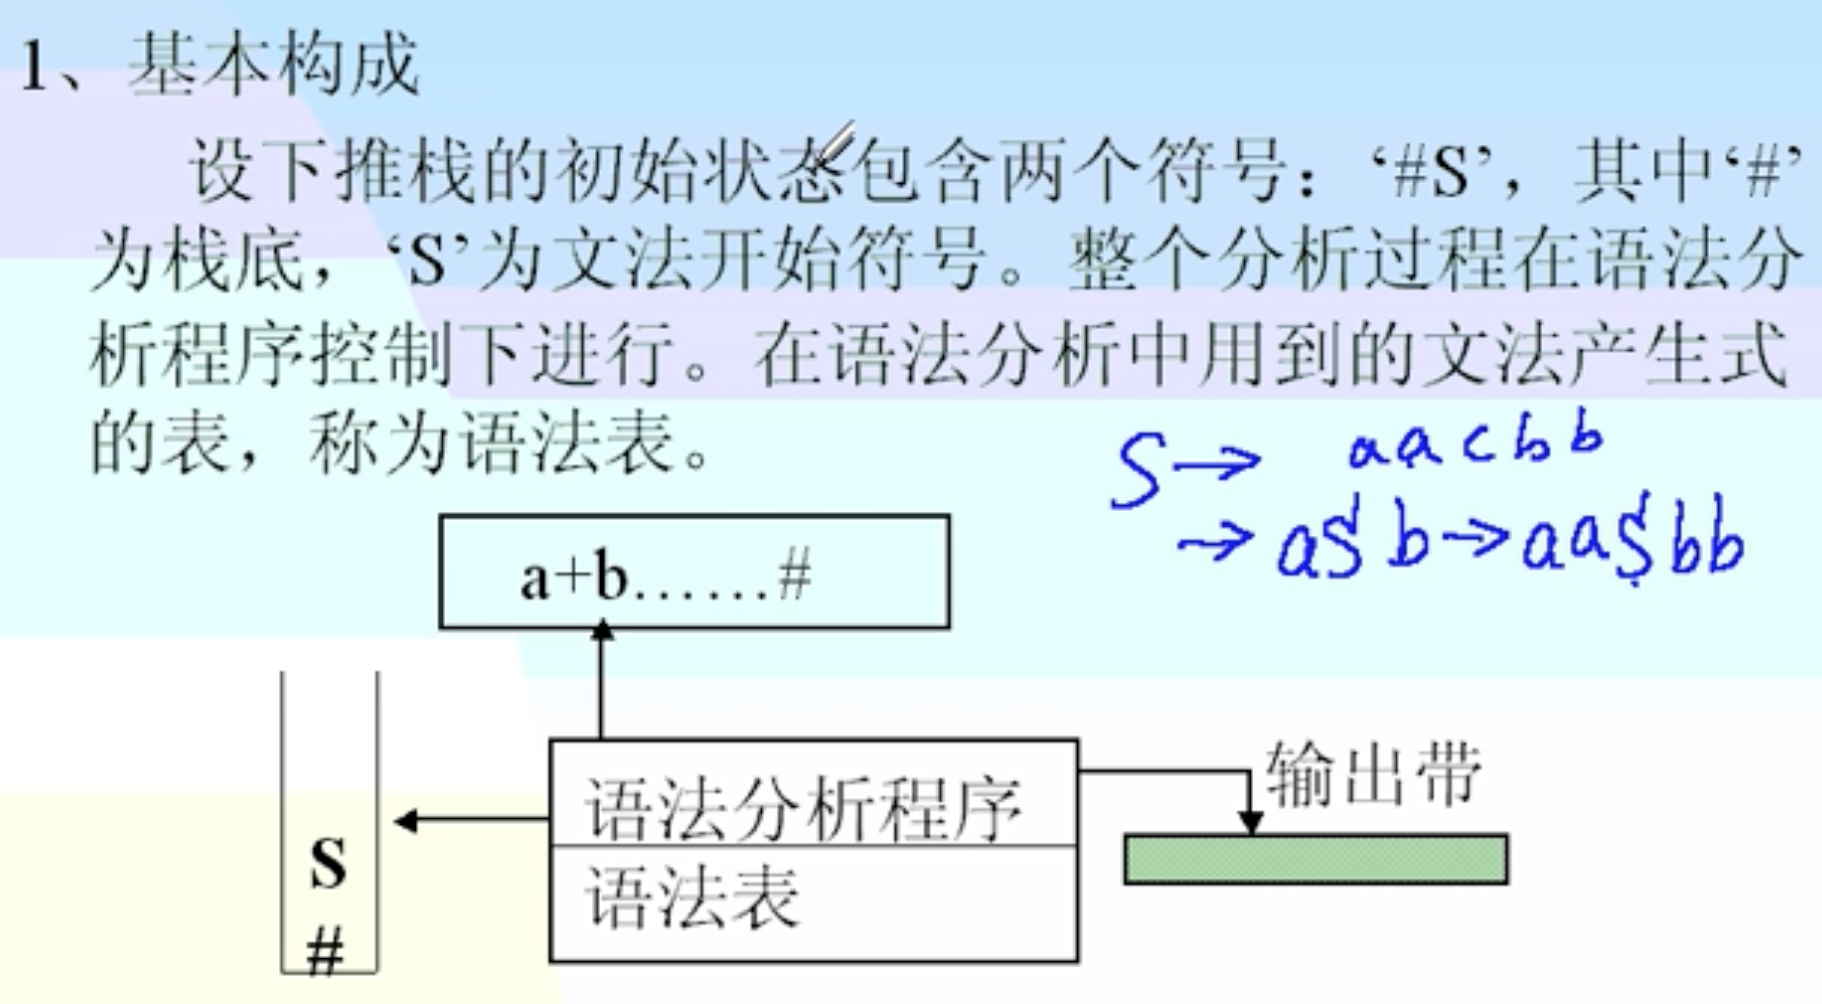 1、基本构成
设下推栈的初始状态包含两个符号：‘#S’，其中‘#’
为栈底，‘S’为文法开始符号。整个分析过程在语法分
析程序控制下进行。在语法分析中用到的文法产生式
的表，称为语法表。
S→ aacbb
→aSb→aaSbb
a+b……#
语法分析程序
语法表
输出带
S
#